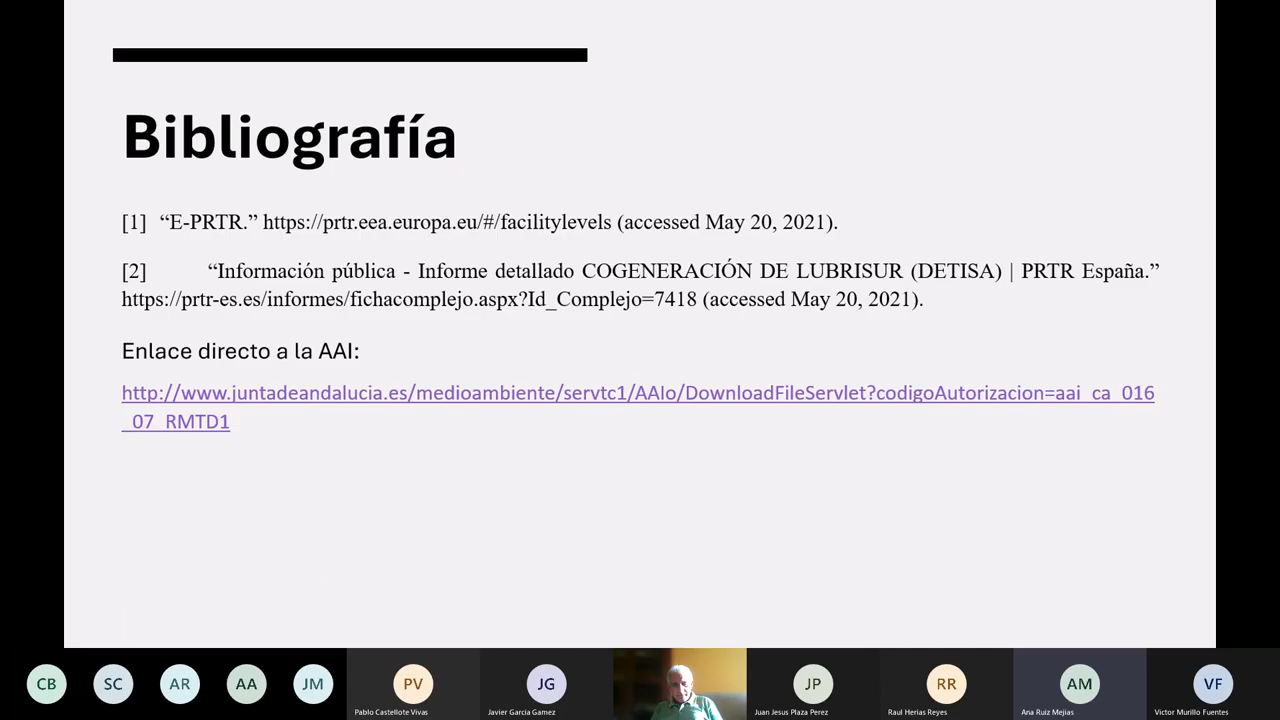 Bibliografía
[1] “E-PRTR.” https://prtr.eea.europa.eu/#/facilitylevels (accessed May 20, 2021).
[2] “Información pública - Informe detallado COGENERACIÓN DE LUBRISUR (DETISA) | PRTR España.”
https://prtr-es.es/informes/fichacomplejo.aspx?Id_Complejo=7418 (accessed May 20, 2021).
Enlace directo a la AAI:
http://www.juntadeandalucia.es/medioambiente/servtc1/AAIo/DownloadFileServlet?codigoAutorizacion=aai_ca_016
_07_RMTD1
CB SC AR AA JM PV JG JP RR AM VF
Pablo Castellote Vivas Javier García Gamez Juan Jesus Plaza Perez Raul Herias Reyes Ana Ruiz Mejias Victor Murillo Fuentes